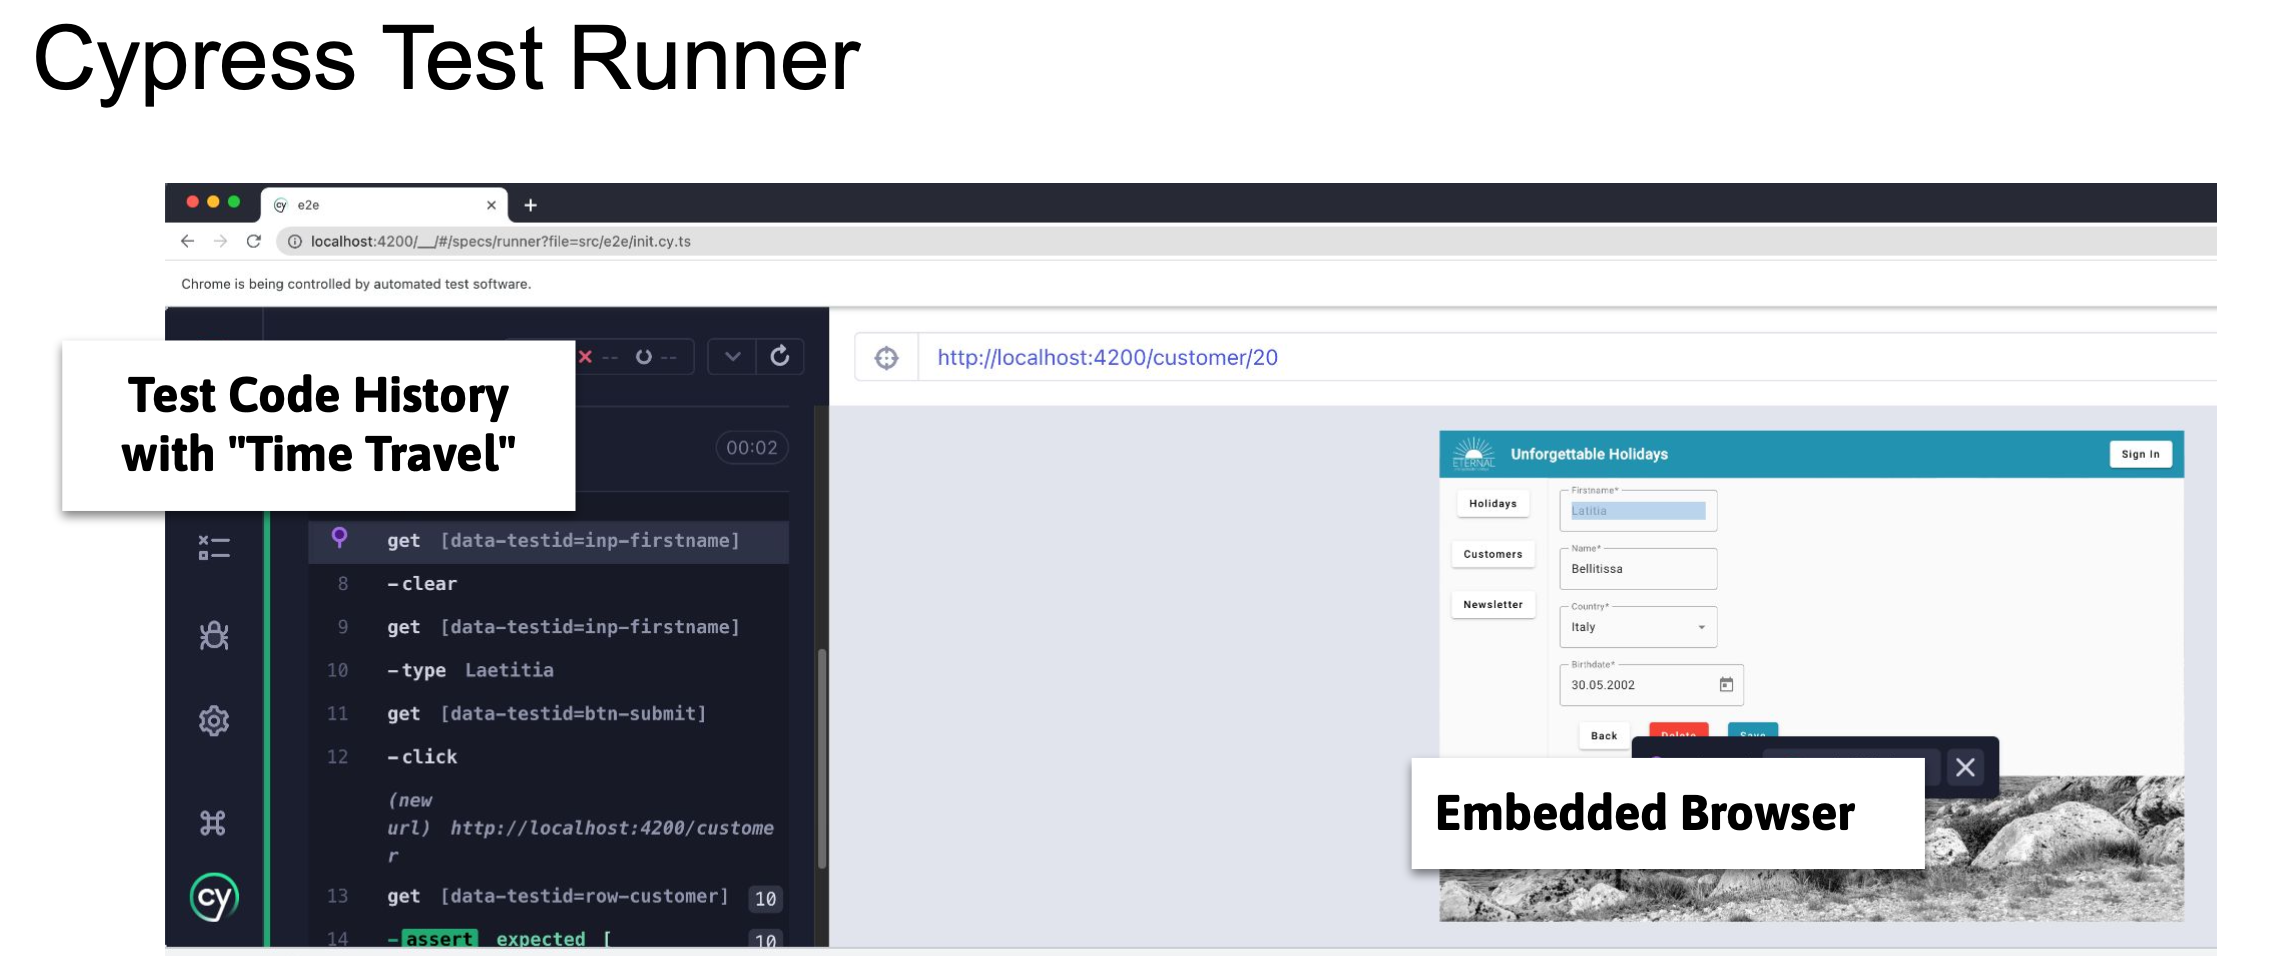 Cypress Test Runner
e2e
localhost:4200/__/#/specs/runner?file=src/e2e/init.cy.ts
Chrome is being controlled by automated test software.
Test Code History
with "Time Travel"
--
--
http://localhost:4200/customer/20
00:02
get [data-testid=inp-firstname]
8 -clear
9 get [data-testid=inp-firstname]
10 -type Laetitia
11 get [data-testid=btn-submit]
12 -click
(new
url) http://localhost:4200/custome
r
13 get [data-testid=row-customer] 10
14 -assert expected [ 10
cy
ETERNAL
Unforgettable Holidays
Sign In
Holidays
Customers
Newsletter
Firstname*
Latitia
Name*
Bellitissa
Country*
Italy
Birthdate*
30.05.2002
Back
Delete
Save
Embedded Browser